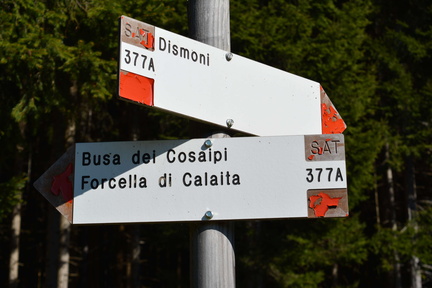 SAT
Dismoni
377A
Busa dei Cosaipi
Forcella di Calaita
SAT
377A